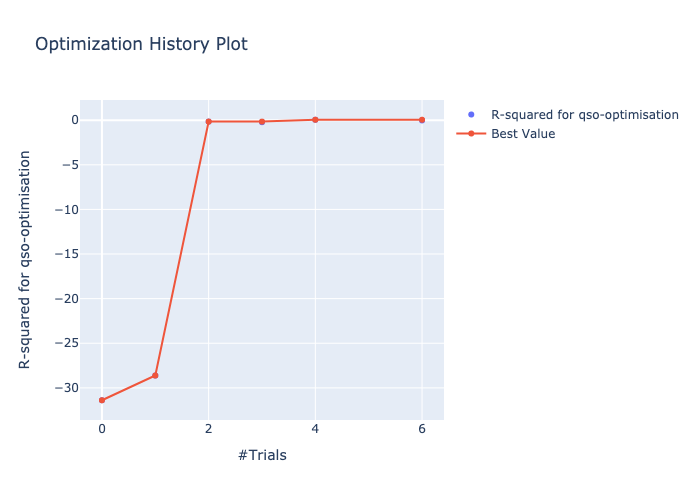 Optimization History Plot
R-squared for qso-optimisation
0
−5
−10
−15
−20
−25
−30
0
2
4
6
#Trials
R-squared for qso-optimisation
Best Value